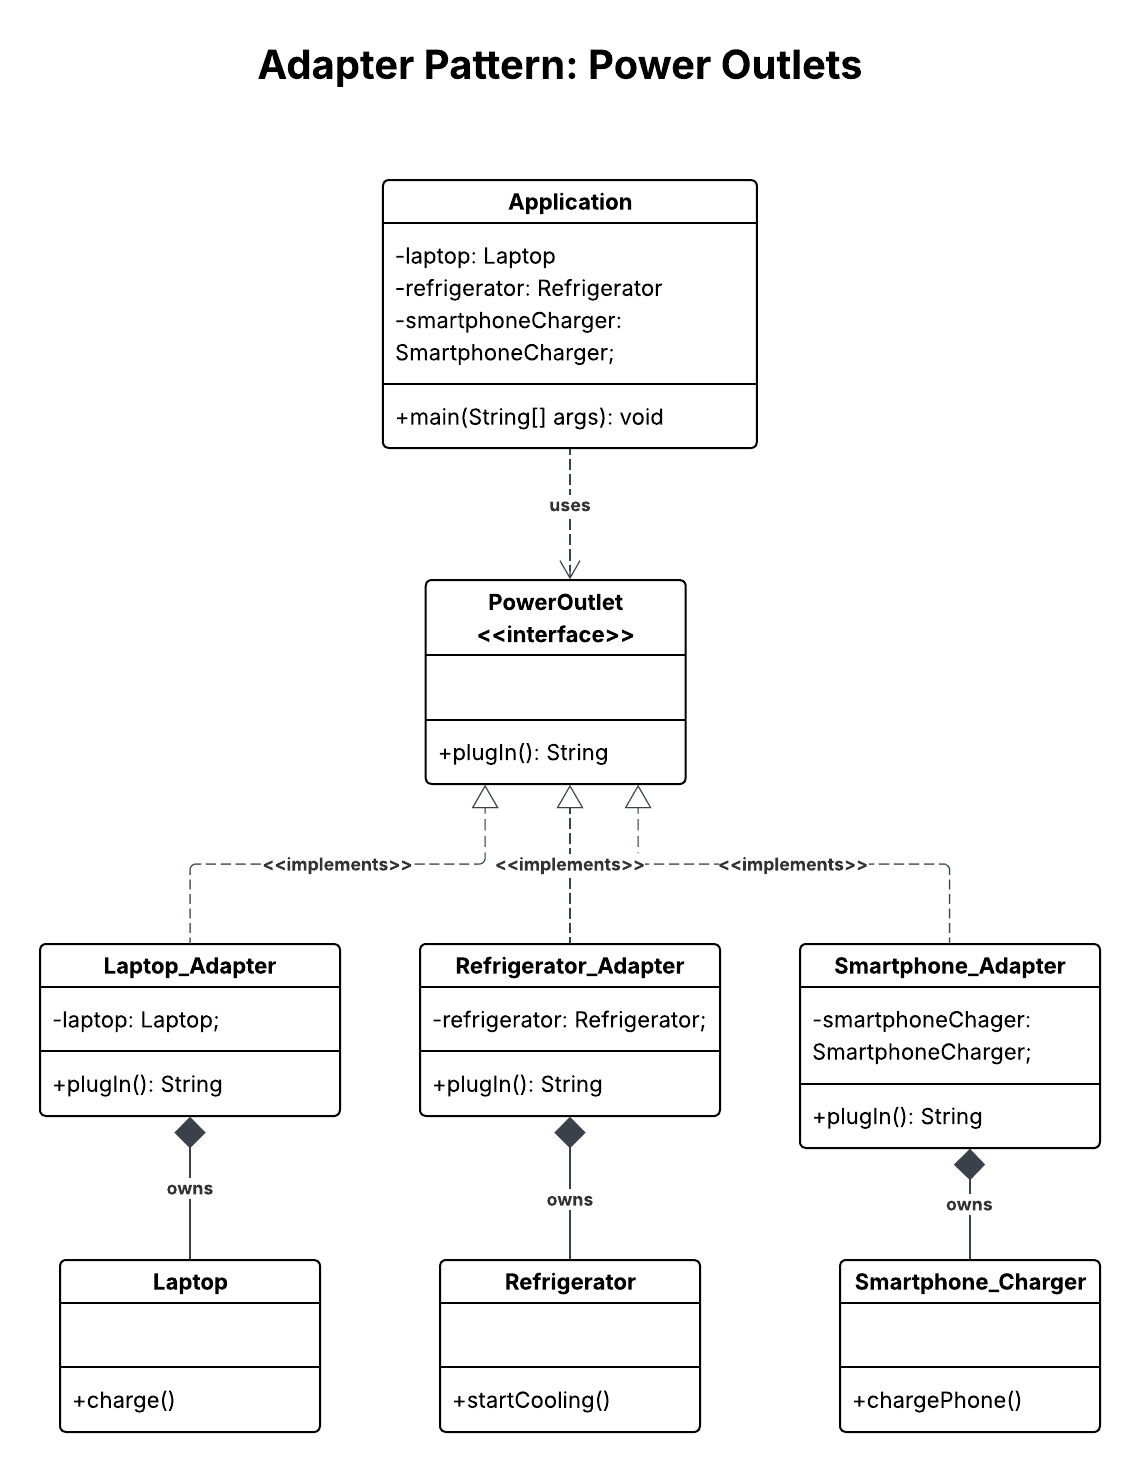 Adapter Pattern: Power Outlets
Application
-laptop: Laptop
-refrigerator: Refrigerator
-smartphoneCharger:
SmartphoneCharger;
+main(String[] args): void
uses
PowerOutlet
<<interface>>
+plugIn(): String
<<implements>>
<<implements>>
<<implements>>
Laptop_Adapter
-laptop: Laptop;
+plugIn(): String
Refrigerator_Adapter
-refrigerator: Refrigerator;
+plugIn(): String
Smartphone_Adapter
-smartphoneChager:
SmartphoneCharger;
+plugIn(): String
owns
owns
owns
Laptop
+charge()
Refrigerator
+startCooling()
Smartphone_Charger
+chargePhone()